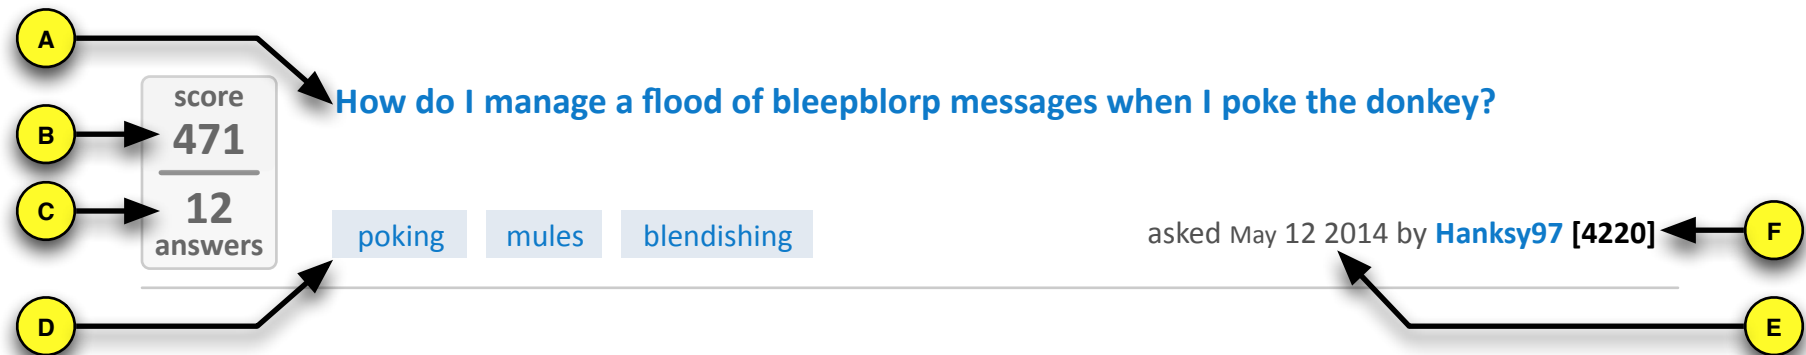 A
score
How do I manage a flood of bleepblorp messages when I poke the donkey?
B
471
C
12
answers
poking mules blendishing
asked May 12 2014 by Hanksy97 [4220]
F
D
E